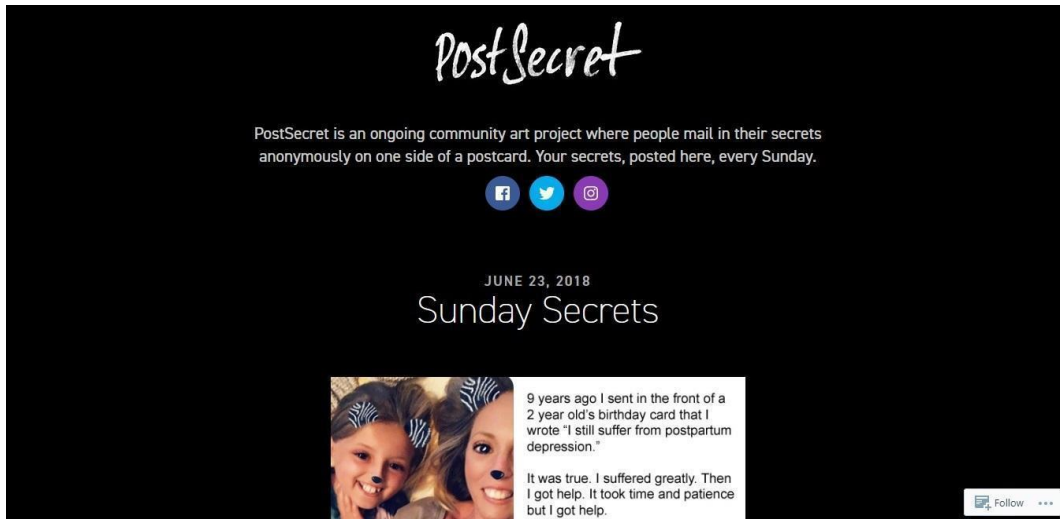 PostSecret
PostSecret is an ongoing community art project where people mail in their secrets
anonymously on one side of a postcard. Your secrets, posted here, every Sunday.
JUNE 23, 2018
Sunday Secrets
9 years ago I sent in the front of a
2 year old's birthday card that I
wrote “I still suffer from postpartum
depression.”
It was true. I suffered greatly. Then
I got help. It took time and patience
but I got help.
Follow